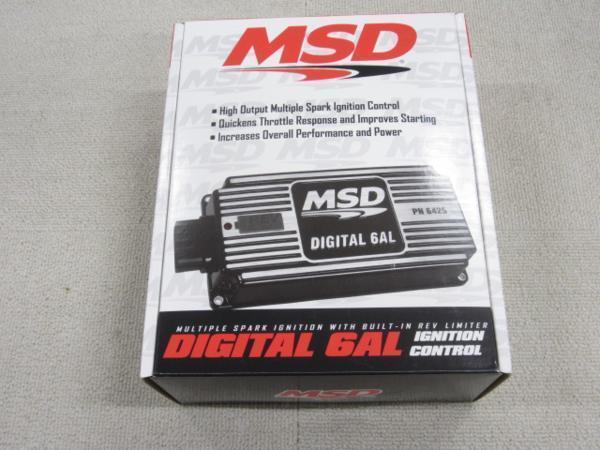 MSD
High Output Multiple Spark Ignition Control
Quickens Throttle Response and Improves Starting
Increases Overall Performance and Power
MSD
DIGITAL 6AL
PN 6425
MULTIPLE SPARK IGNITION WITH BUILT-IN REV LIMITER
DIGITAL 6AL IGNITION
CONTROL
MSD